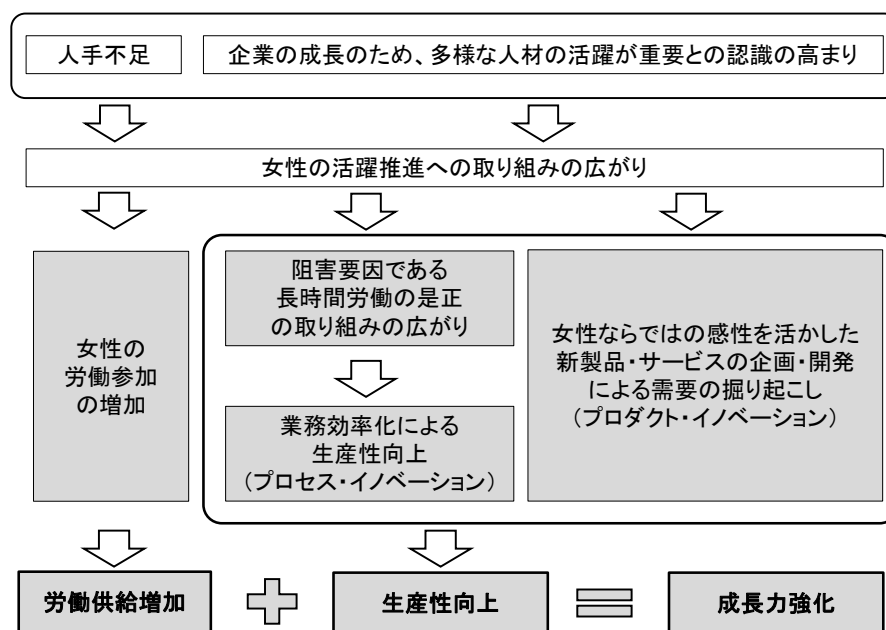 人手不足
企業の成長のため、多様な人材の活躍が重要との認識の高まり
女性の活躍推進への取り組みの広がり
女性の
労働参加
の増加
阻害要因である
長時間労働の是正
の取り組みの広がり
業務効率化による
生産性向上
（プロセス・イノベーション）
女性ならではの感性を活かした
新製品・サービスの企画・開発
による需要の掘り起こし
（プロダクト・イノベーション）
労働供給増加
生産性向上
成長力強化